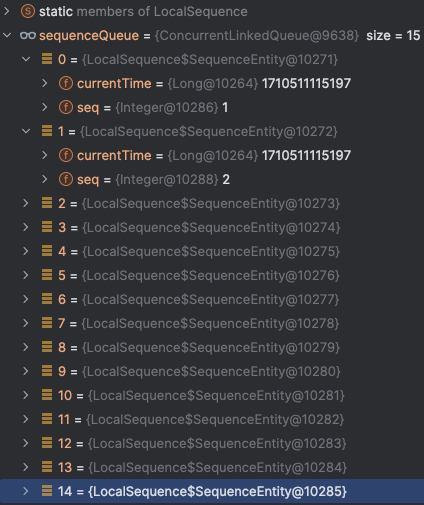 static members of LocalSequence
sequenceQueue = {ConcurrentLinkedQueue@9638} size = 15
0 = {LocalSequence$SequenceEntity@10271}
currentTime = {Long@10264} 1710511115197
seq = {Integer@10286} 1
1 = {LocalSequence$SequenceEntity@10272}
currentTime = {Long@10264} 1710511115197
seq = {Integer@10288} 2
2 = {LocalSequence$SequenceEntity@10273}
3 = {LocalSequence$SequenceEntity@10274}
4 = {LocalSequence$SequenceEntity@10275}
5 = {LocalSequence$SequenceEntity@10276}
6 = {LocalSequence$SequenceEntity@10277}
7 = {LocalSequence$SequenceEntity@10278}
8 = {LocalSequence$SequenceEntity@10279}
9 = {LocalSequence$SequenceEntity@10280}
10 = {LocalSequence$SequenceEntity@10281}
11 = {LocalSequence$SequenceEntity@10282}
12 = {LocalSequence$SequenceEntity@10283}
13 = {LocalSequence$SequenceEntity@10284}
14 = {LocalSequence$SequenceEntity@10285}